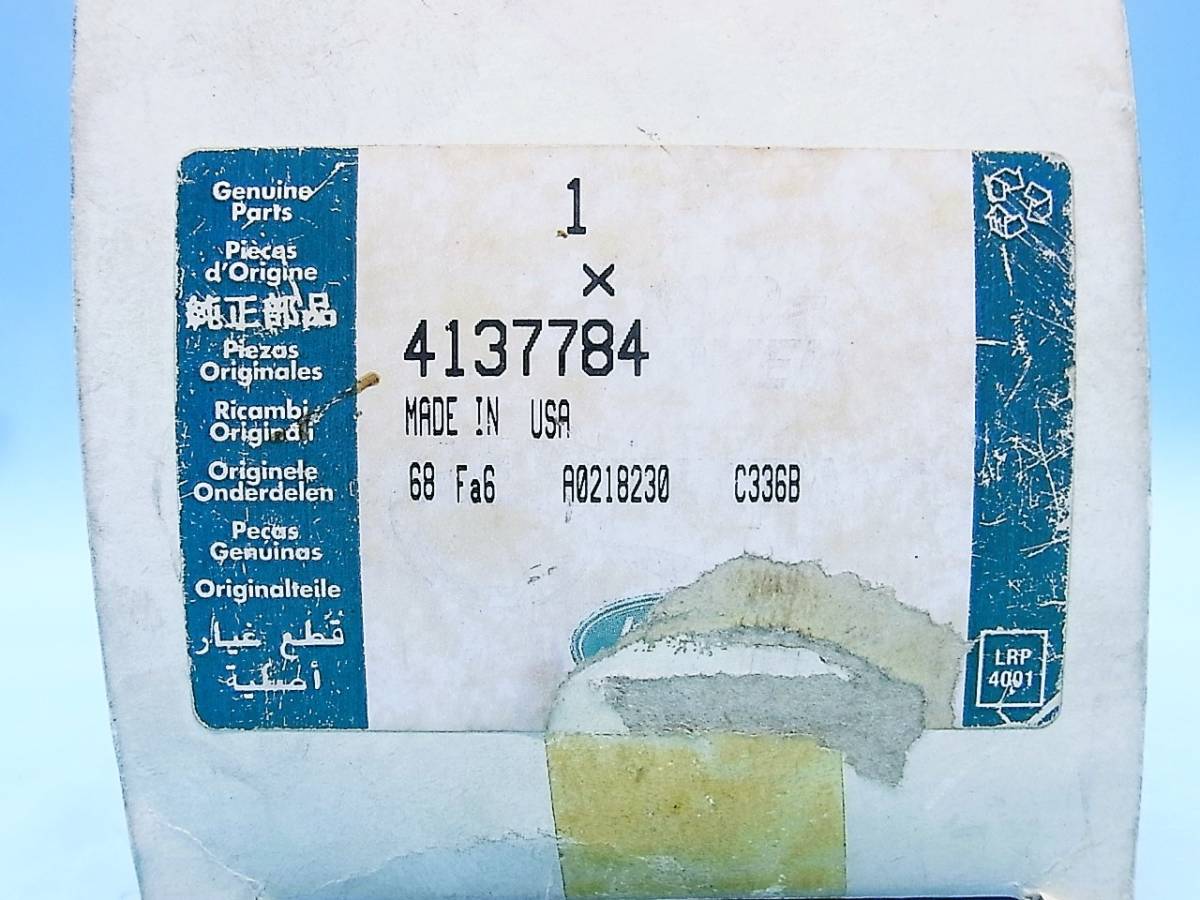 Genuine
Parts
Pièces
d'Origine
純正部品
Piezas
Originales
Ricambi
Originali
Originele
Onderdelen
Peças
Genuinas
Originalteile
قطع غيار
أصلية
1
×
4137784
MADE IN USA
68 Fa6 A0218230 C336B
LRP
4001